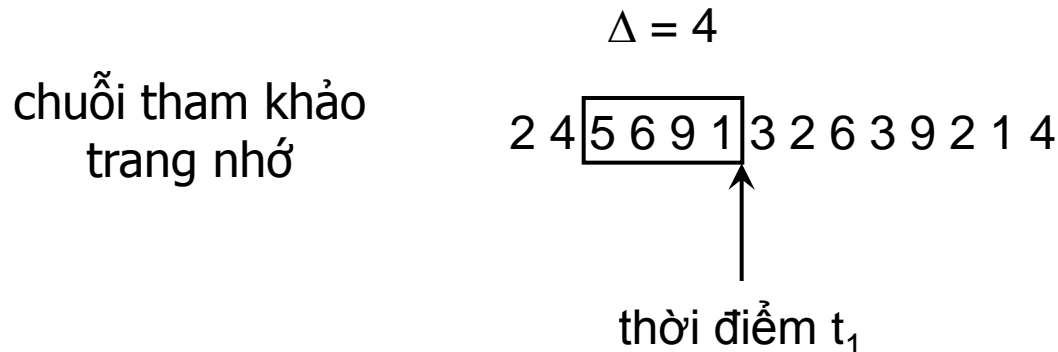 Δ = 4
chuỗi tham khảo
trang nhớ
2 4 5 6 9 1 3 2 6 3 9 2 1 4
thời điểm t₁